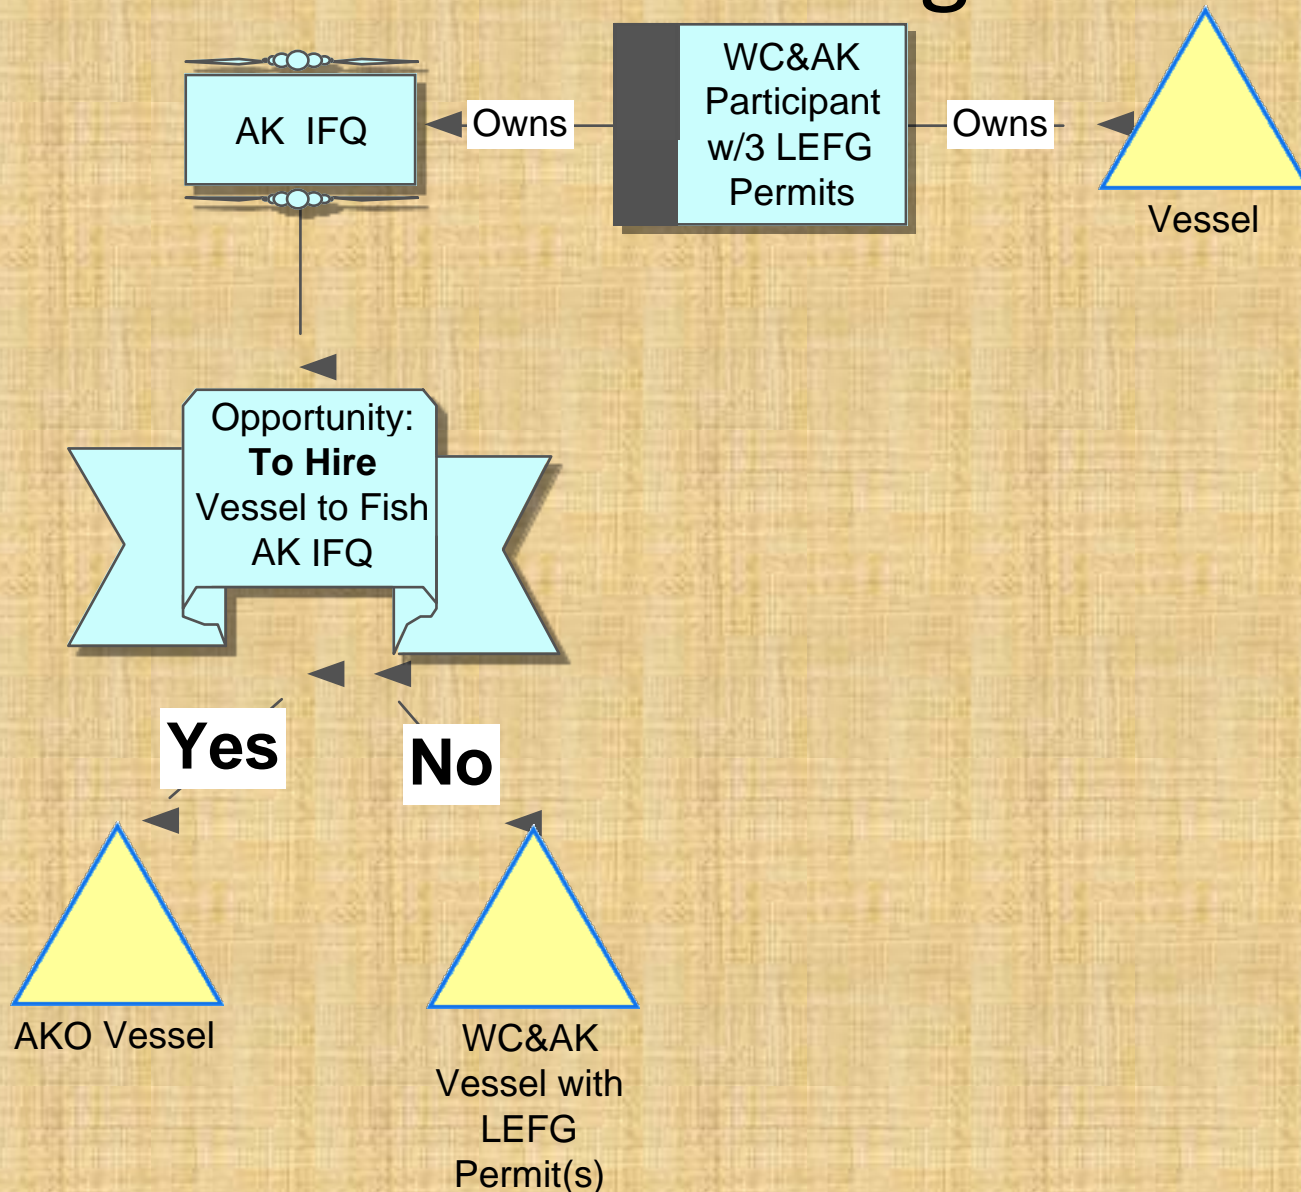 AK IFQ
Owns
WC&AK
Participant
w/3 LEFG
Permits
Owns
Vessel
Opportunity:
To Hire
Vessel to Fish
AK IFQ
Yes
No
AKO Vessel
WC&AK
Vessel with
LEFG
Permit(s)